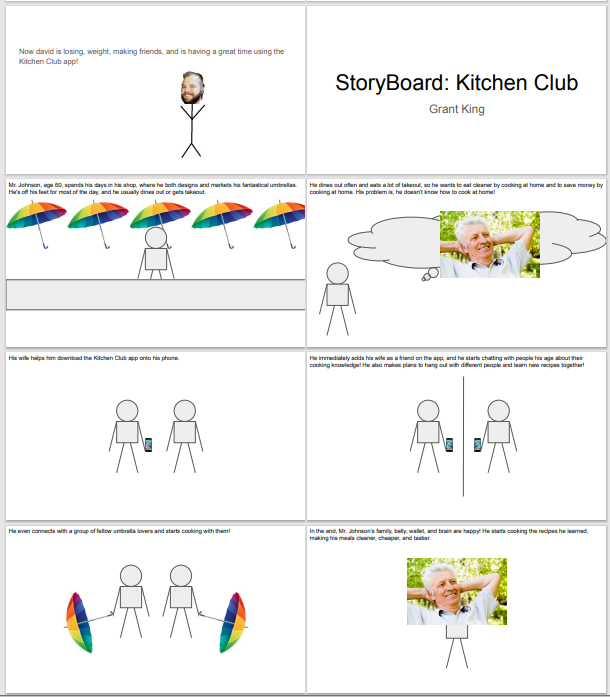 Now david is losing, weight, making friends, and is having a great time using the
Kitchen Club app!
StoryBoard: Kitchen Club
Grant King
Mr. Johnson, age 60, spends his days in his shop, where he both designs and markets his fantastical umbrellas.
He's off his feet for most of the day, and he usually dines out or gets takeout.
He dines out often and eats a lot of takeout, so he wants to eat cleaner by cooking at home and to save money by
cooking at home. His problem is, he doesn't know how to cook at home!
His wife helps him download the Kitchen Club app onto his phone.
He immediately adds his wife as a friend on the app, and he starts chatting with people his age about their
cooking knowledge! He also makes plans to hang out with different people and learn new recipes together!
He even connects with a group of fellow umbrella lovers and starts cooking with them!
In the end, Mr. Johnson's family, belly, wallet, and brain are happy! He starts cooking the recipes he learned,
making his meals cleaner, cheaper, and tastier.